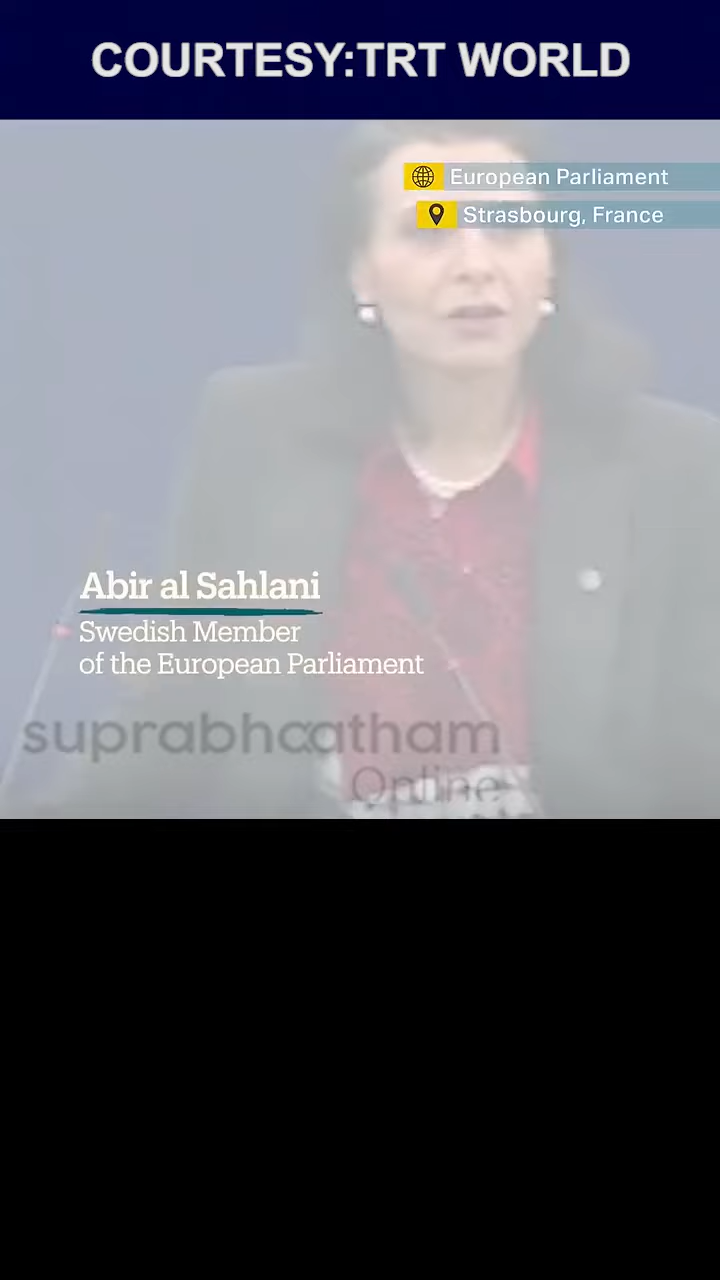 COURTESY:TRT WORLD
European Parliament
Strasbourg, France
Abir al Sahlani
Swedish Member
of the European Parliament
suprabhaatham
Online